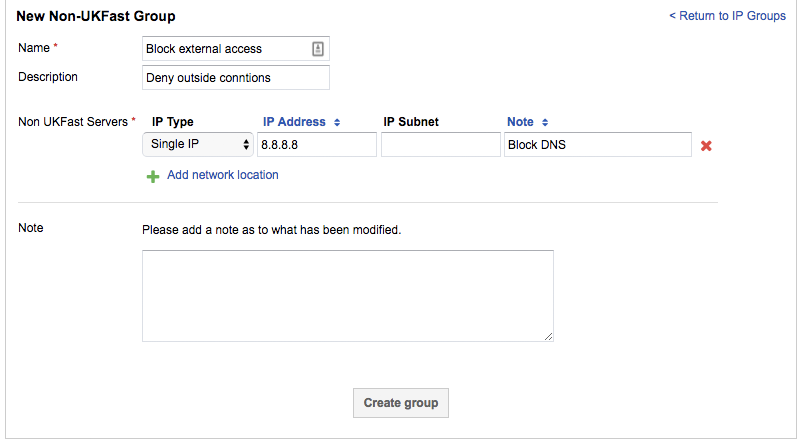 New Non-UKFast Group
< Return to IP Groups
Name *
Block external access
Description
Deny outside conntions
Non UKFast Servers *
IP Type IP Address IP Subnet Note
Single IP 8.8.8.8 Block DNS
Add network location
Note
Please add a note as to what has been modified.
Create group